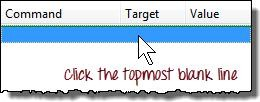 Command Target Value
Click the topmost blank line